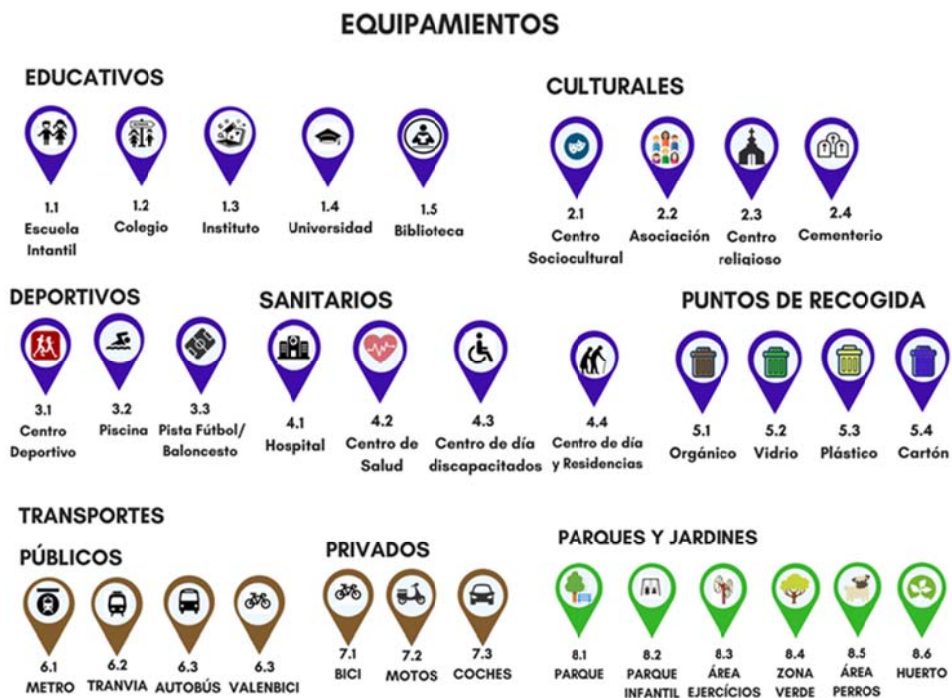 EQUIPAMIENTOS
EDUCATIVOS
1.1
Escuela
Intantil
1.2
Colegio
1.3
Instituto
1.4
Universidad
1.5
Biblioteca
CULTURALES
2.1
Centro
Sociocultural
2.2
Asociación
2.3
Centro
religioso
2.4
Cementerio
DEPORTIVOS
3.1
Centro
Deportivo
3.2
Piscina
3.3
Pista Fútbol/
Baloncesto
SANITARIOS
4.1
Hospital
4.2
Centro de
Salud
4.3
Centro de día
discapacitados
4.4
Centro de día
y Residencias
PUNTOS DE RECOGIDA
5.1
Orgánico
5.2
Vidrio
5.3
Plástico
5.4
Cartón
TRANSPORTES
PÚBLICOS
6.1
METRO
6.2
TRANVIA
6.3
AUTOBÚS
6.3
VALENBICI
PRIVADOS
7.1
BICI
7.2
MOTOS
7.3
COCHES
PARQUES Y JARDINES
8.1
PARQUE
8.2
PARQUE
INFANTIL
8.3
ÁREA
EJERCÍCIOS
8.4
ZONA
VERDE
8.5
ÁREA
PERROS
8.6
HUERTO